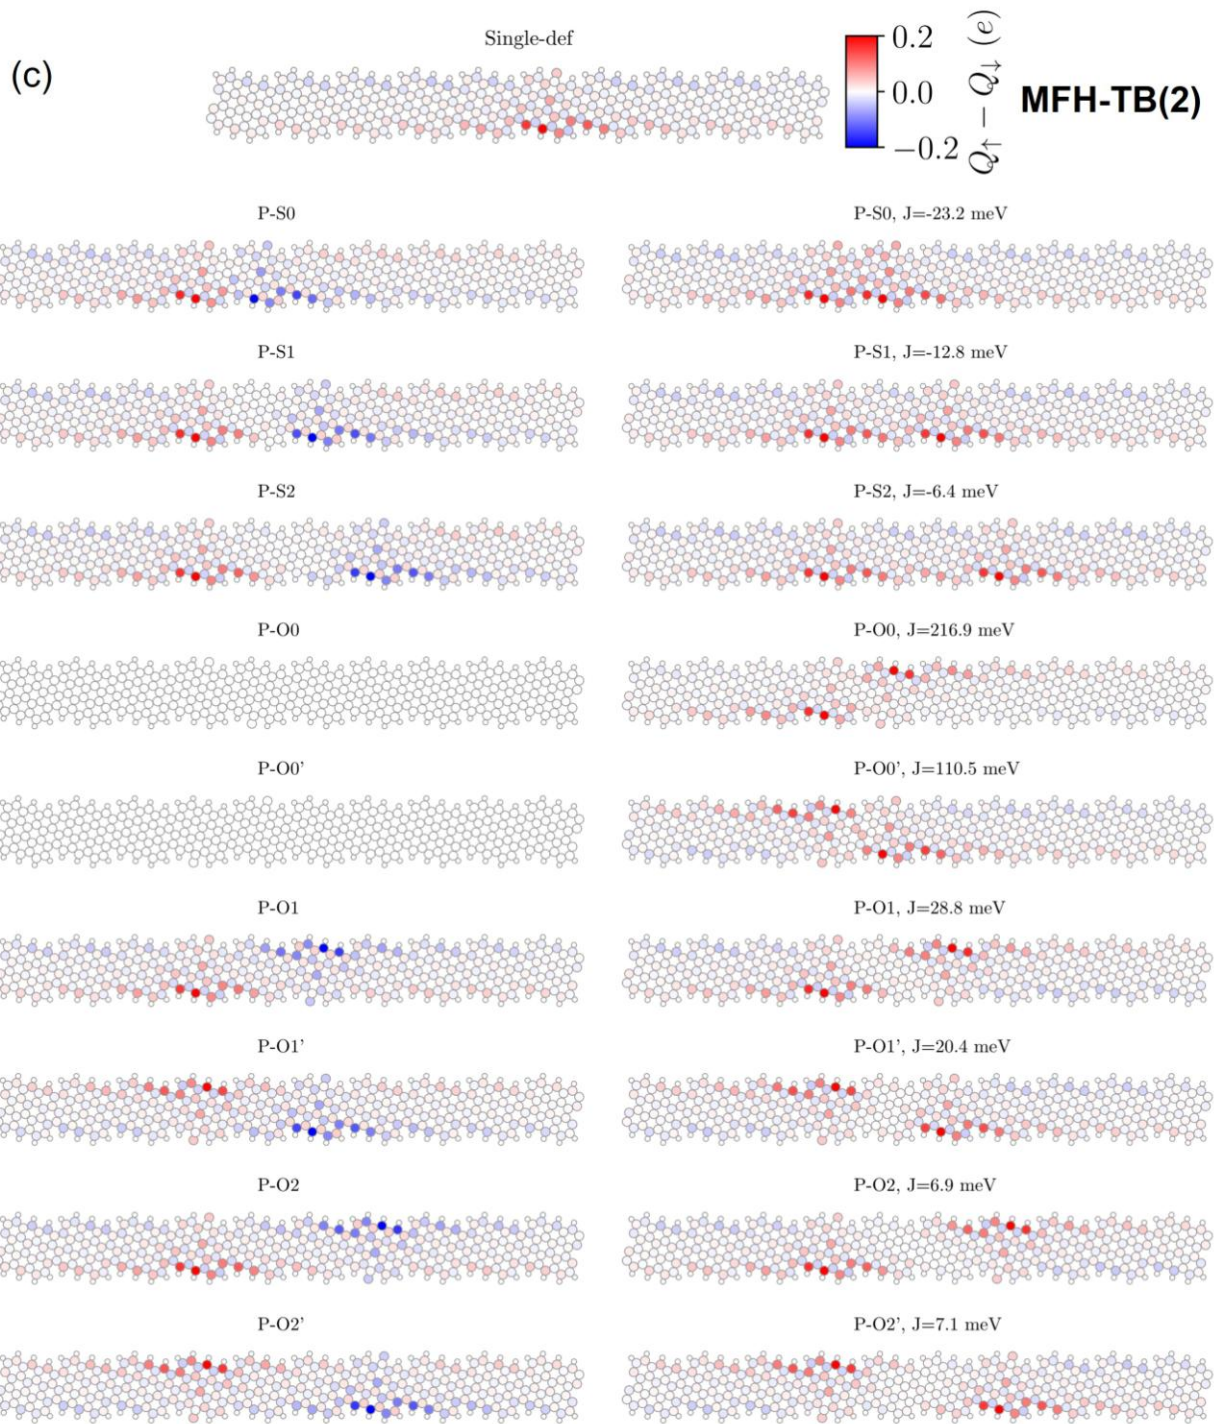 (c)
Single-def
0.2
0.0
−0.2
Q↑ − Q↓ (e)
MFH-TB(2)
P-S0
P-S0, J=-23.2 meV
P-S1
P-S1, J=-12.8 meV
P-S2
P-S2, J=-6.4 meV
P-O0
P-O0, J=216.9 meV
P-O0'
P-O0', J=110.5 meV
P-O1
P-O1, J=28.8 meV
P-O1'
P-O1', J=20.4 meV
P-O2
P-O2, J=6.9 meV
P-O2'
P-O2', J=7.1 meV